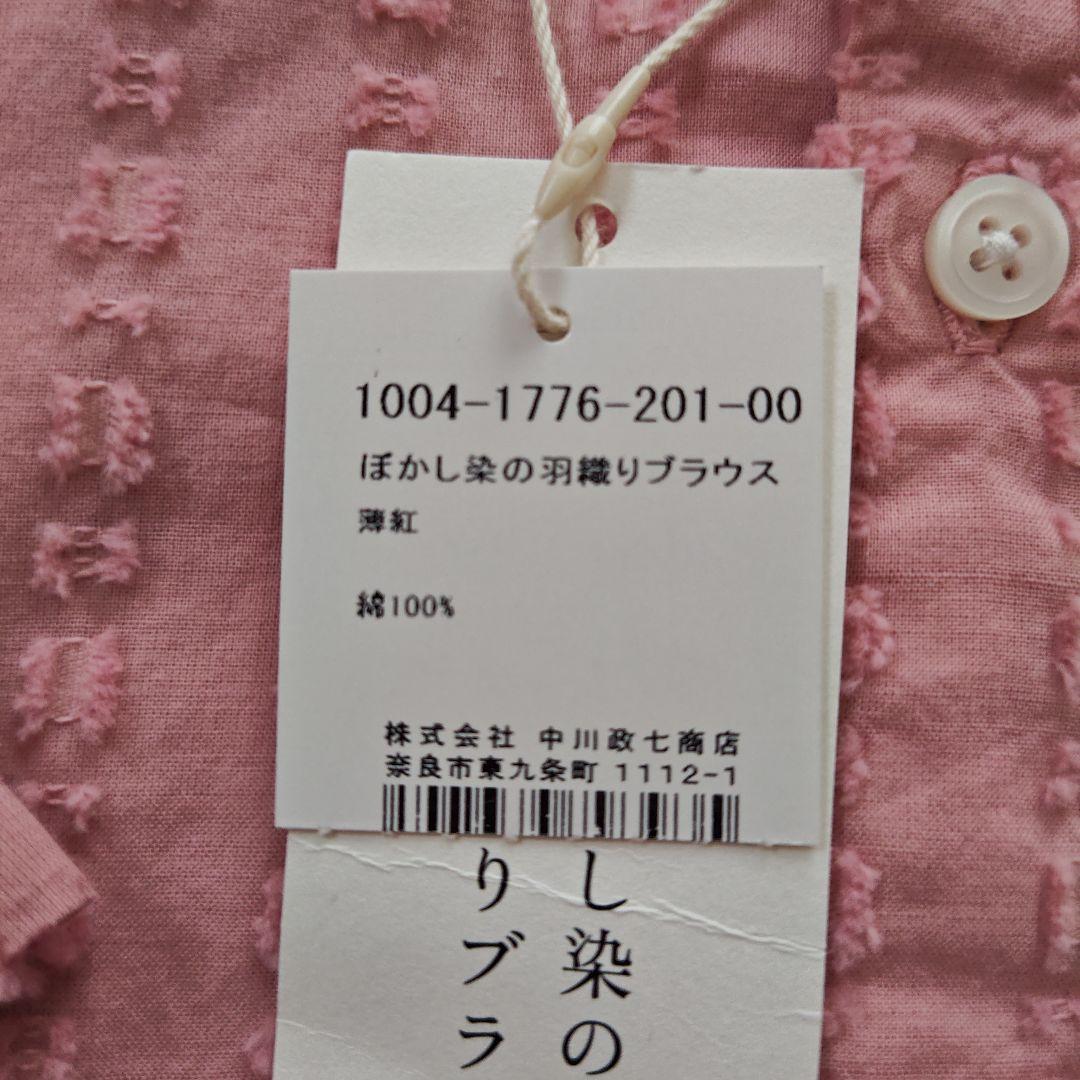 1004-1776-201-00
ぼかし染の羽織りブラウス
薄紅
綿100%
株式会社 中川政七商店
奈良市東九条町 1112-1
し染の
りブラ